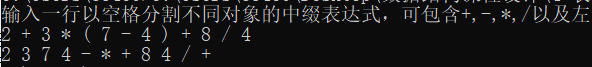 输入一行以空格分割不同对象的中缀表达式，可包含+,-,*,/以及左
2 + 3 * ( 7 - 4 ) + 8 / 4
2 3 7 4 - * + 8 4 / +